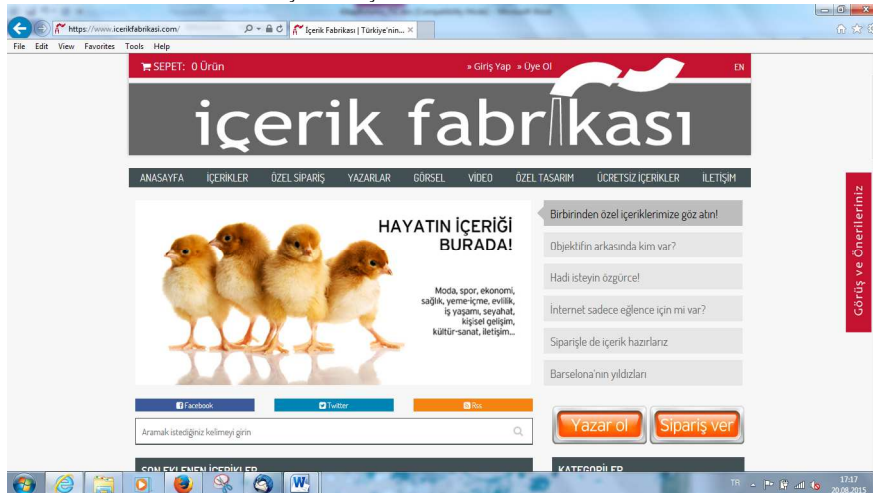 https://www.icerikfabrikasi.com/
İçerik Fabrikası | Türkiye'nin...
File Edit View Favorites Tools Help
SEPET: 0 Ürün
» Giriş Yap » Üye Ol
EN
içerik fabrikası
ANASAYFA İÇERİKLER ÖZEL SİPARİŞ YAZARLAR GÖRSEL VİDEO ÖZEL TASARIM ÜCRETSİZ İÇERİKLER İLETİŞİM
HAYATIN İÇERİĞİ
BURADA!
Moda, spor, ekonomi,
sağlık, yeme-içme, evlilik,
iş yaşamı, seyahat,
kişisel gelişim,
kültür-sanat, iletişim...
Birbirinden özel içeriklerimize göz atın!
Objektifin arkasında kim var?
Hadi isteyin özgürce!
İnternet sadece eğlence için mi var?
Siparişle de içerik hazırlarız
Barselona'nın yıldızları
Görüş ve Önerileriniz
Facebook
Twitter
Rss
Aramak istediğiniz kelimeyi girin
Yazar ol
Sipariş ver
SON EKLENEN İÇERİKLER
KATEGORİLER
TR
17:17
20.08.2015